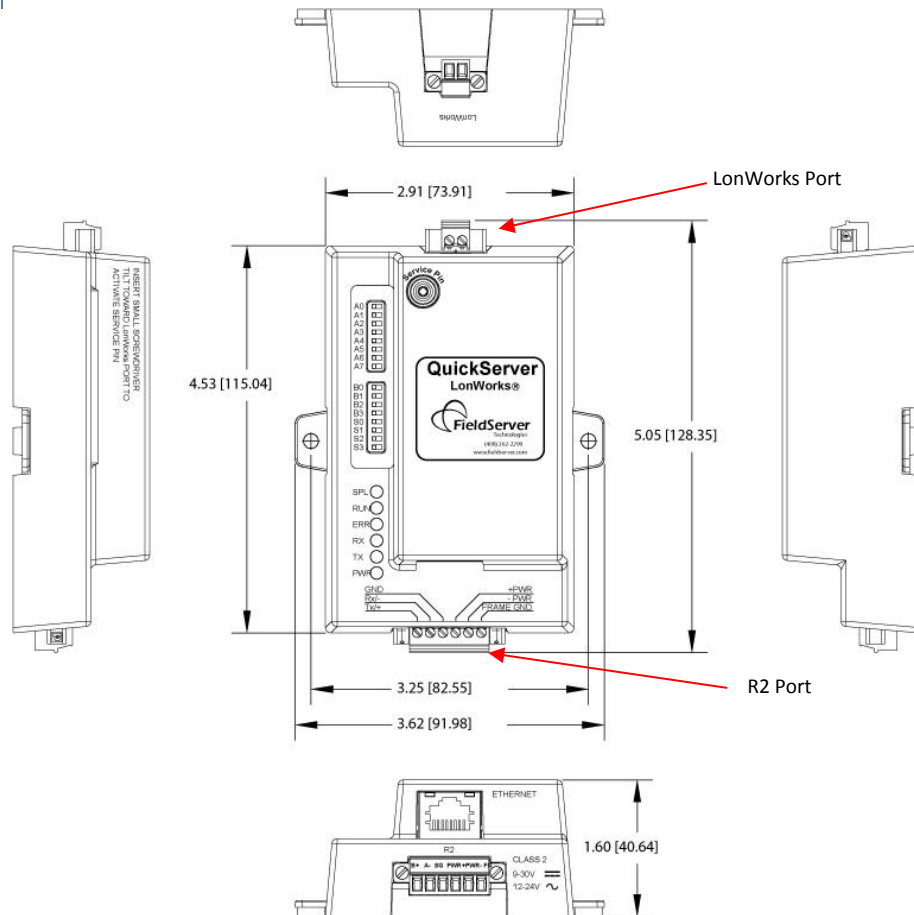 LonWorks
2.91 [73.91]
LonWorks Port
INSERT SMALL SCREWDRIVER
TILT TOWARD LonWorks PORT TO
ACTIVATE SERVICE PIN
Service Pin
A0
A1
A2
A3
A4
A5
A6
A7
B0
B1
B2
B3
S0
S1
S2
S3
QuickServer
LonWorks®
FieldServer
Technologies
(408) 262-2299
www.fieldserver.com
4.53 [115.04]
5.05 [128.35]
SPL
RUN
ERR
RX
TX
PWR
GND
Rx/-
Tx/+
+PWR
- PWR
FRAME GND
3.25 [82.55]
R2 Port
3.62 [91.98]
ETHERNET
1.60 [40.64]
R2
B+ A- SG PWR+PWR-
CLASS 2
9-30V
12-24V